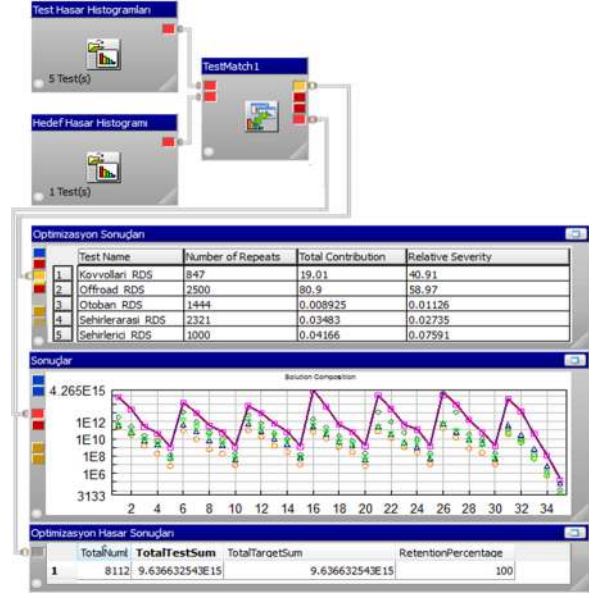 Test Hasar Histogramları
5 Test(s)
TestMatch1
Hedef Hasar Histogramı
1 Test(s)
Optimizasyon Sonuçları
Test Name Number of Repeats Total Contribution Relative Severity
1 Koyyollari RDS 847 19.01 40.91
2 Offroad RDS 2500 80.9 58.97
3 Otoban RDS 1444 0.008925 0.01126
4 Sehirlerarasi RDS 2321 0.03483 0.02735
5 Sehirlerici RDS 1000 0.04166 0.07591
Sonuçlar
Solution Composition
4.265E15
1E12
1E10
1E8
1E6
3133
2 4 6 8 10 12 14 16 18 20 22 24 26 28 30 32 34
Optimizasyon Hasar Sonuçları
TotalNuml TotalTestSum TotalTargetSum RetentionPercentage
1 8112 9.636632543E15 9.636632543E15 100